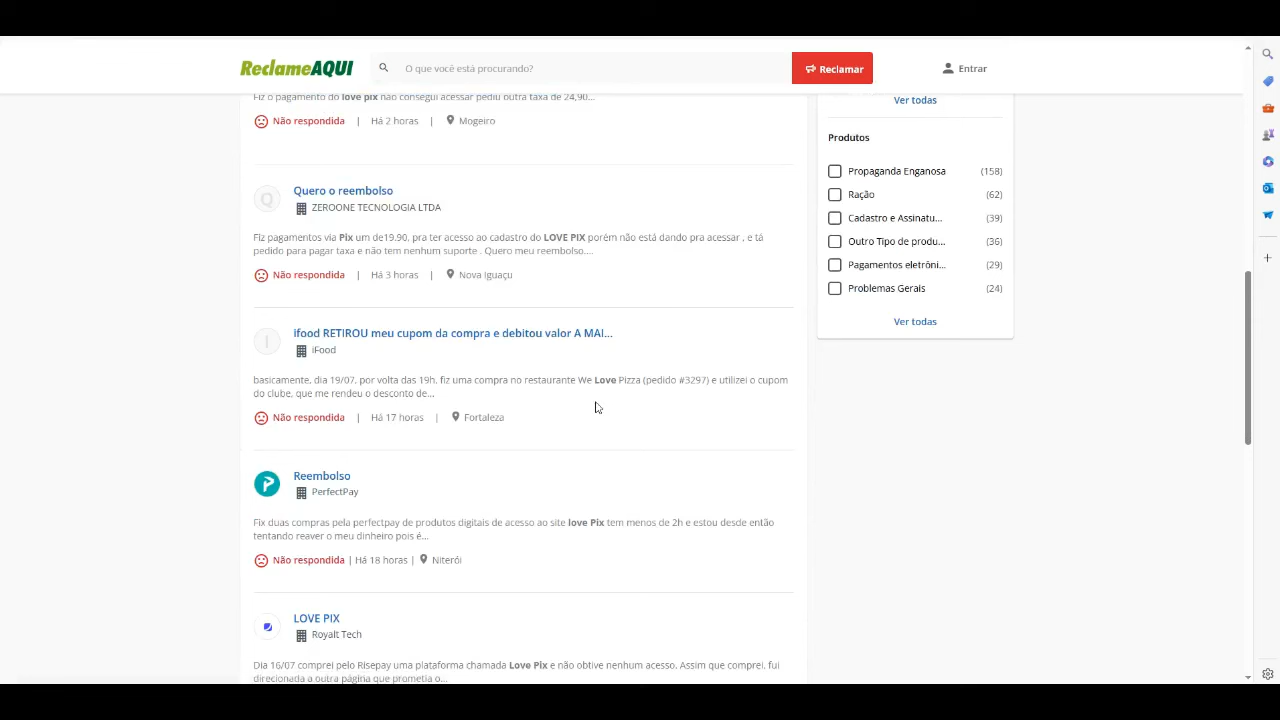 ReclameAQUI
O que você está procurando?
Reclamar
Entrar
Fiz o pagamento do love pix não consegui acessar pediu outra taxa de 24,90...
Não respondida | Há 2 horas | Mogeiro
Q
Quero o reembolso
ZEROONE TECNOLOGIA LTDA
Fiz pagamentos via Pix um de19.90, pra ter acesso ao cadastro do LOVE PIX porém não está dando pra acessar , e tá
pedido para pagar taxa e não tem nenhum suporte . Quero meu reembolso....
Não respondida | Há 3 horas | Nova Iguaçu
I
ifood RETIROU meu cupom da compra e debitou valor A MAI...
iFood
basicamente, dia 19/07, por volta das 19h, fiz uma compra no restaurante We Love Pizza (pedido #3297) e utilizei o cupom
do clube, que me rendeu o desconto de...
Não respondida | Há 17 horas | Fortaleza
Reembolso
PerfectPay
Fix duas compras pela perfectpay de produtos digitais de acesso ao site love Pix tem menos de 2h e estou desde então
tentando reaver o meu dinheiro pois é...
Não respondida | Há 18 horas | Niterói
LOVE PIX
Royalt Tech
Dia 16/07 comprei pelo Risepay uma plataforma chamada Love Pix e não obtive nenhum acesso. Assim que comprei, fui
direcionada a outra página que prometia o...
Ver todas
Produtos
Propaganda Enganosa (158)
Ração (62)
Cadastro e Assinatu... (39)
Outro Tipo de produ... (36)
Pagamentos eletrôni... (29)
Problemas Gerais (24)
Ver todas